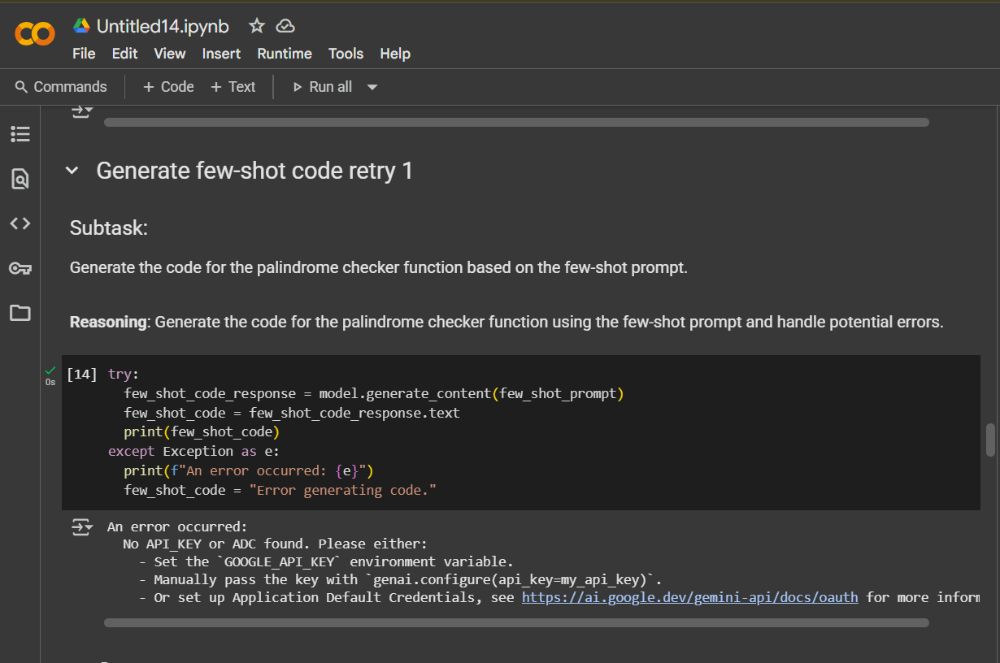 Untitled14.ipynb
File Edit View Insert Runtime Tools Help
Commands + Code + Text Run all
Generate few-shot code retry 1
Subtask:
Generate the code for the palindrome checker function based on the few-shot prompt.
Reasoning: Generate the code for the palindrome checker function using the few-shot prompt and handle potential errors.
[14] try:
0s
few_shot_code_response = model.generate_content(few_shot_prompt)
few_shot_code = few_shot_code_response.text
print(few_shot_code)
except Exception as e:
print(f"An error occurred: {e}")
few_shot_code = "Error generating code."
An error occurred:
No API_KEY or ADC found. Please either:
- Set the `GOOGLE_API_KEY` environment variable.
- Manually pass the key with `genai.configure(api_key=my_api_key)`.
- Or set up Application Default Credentials, see https://ai.google.dev/gemini-api/docs/oauth for more inform